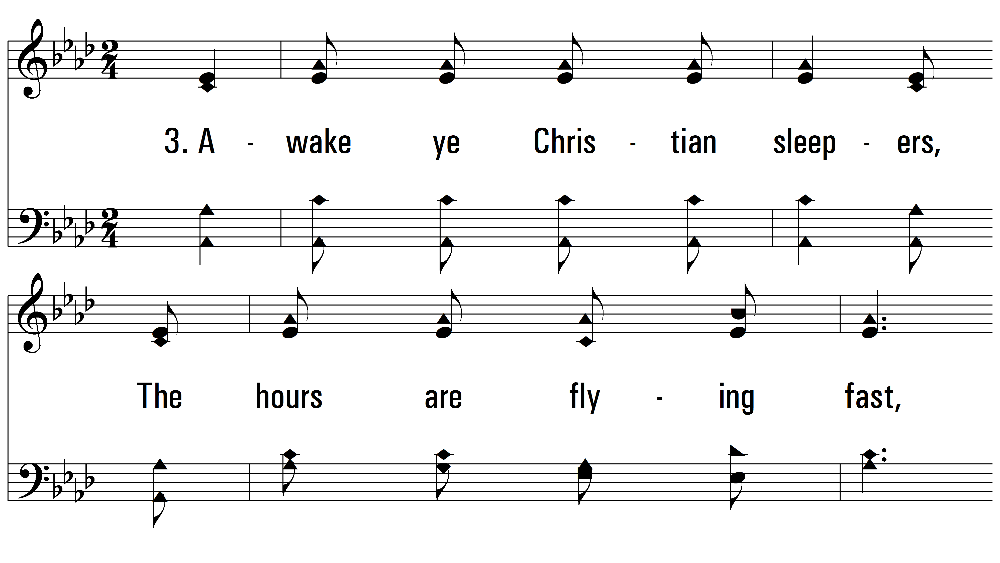 3. A - wake ye Chris - tian sleep - ers,
The hours are fly - ing fast,